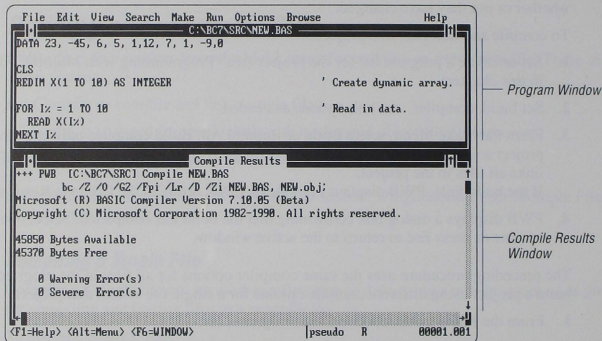 File Edit View Search Make Run Options Browse Help
C:\BC7\SRC\NEW.BAS
DATA 23, -45, 6, 5, 1,12, 7, 1, -9,0
CLS
REDIM X(1 TO 10) AS INTEGER ' Create dynamic array.
FOR I% = 1 TO 10 ' Read in data.
READ X(I%)
NEXT I%
Program Window
Compile Results
+++ PWB [C:\BC7\SRC] Compile NEW.BAS
bc /Z /O /G2 /Fpi /Lr /D /Zi NEW.BAS, NEW.obj;
Microsoft (R) BASIC Compiler Version 7.10.05 (Beta)
Copyright (C) Microsoft Corporation 1982-1990. All rights reserved.
45850 Bytes Available
45370 Bytes Free
0 Warning Error(s)
0 Severe Error(s)
Compile Results
Window
<F1=Help> <Alt=Menu> <F6=WINDOW> pseudo R 00001.001